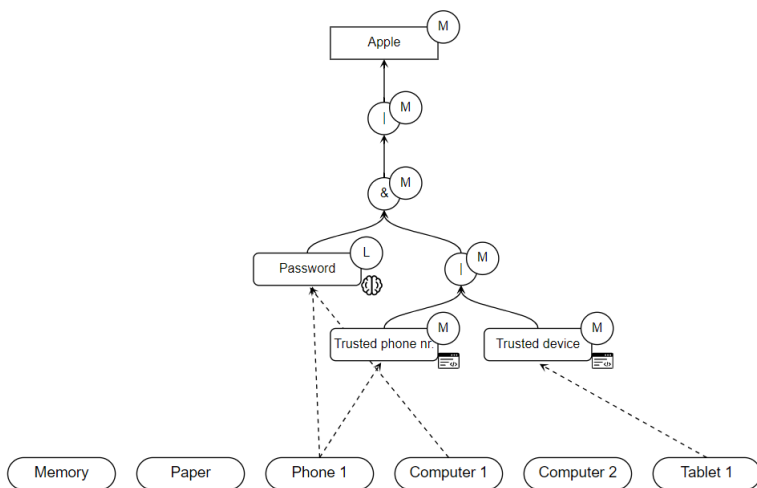 M
Apple
M
|
M
&
L
Password
M
|
M
Trusted phone nr.
M
Trusted device
Memory
Paper
Phone 1
Computer 1
Computer 2
Tablet 1